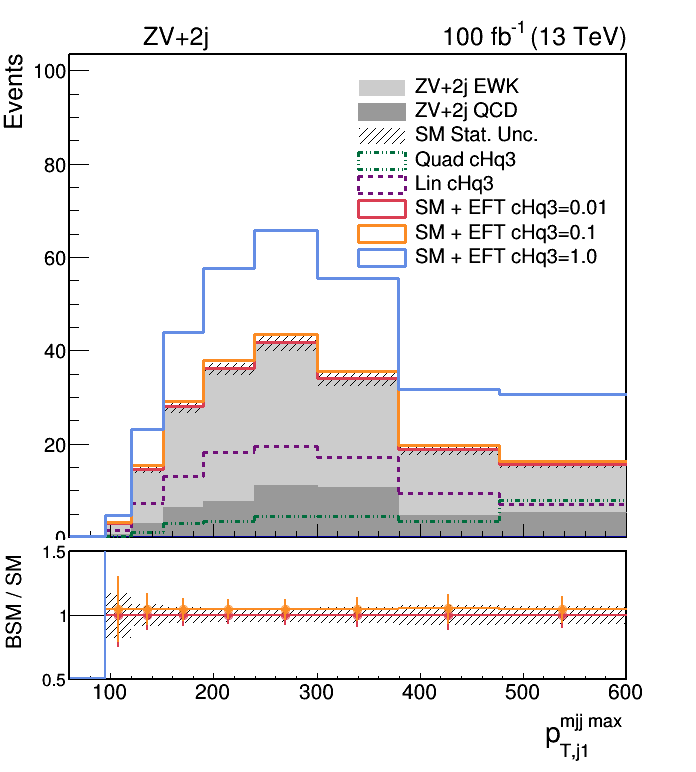 ZV+2j 100 fb-1 (13 TeV)
Events
100
80
60
40
20
0
ZV+2j EWK
ZV+2j QCD
SM Stat. Unc.
Quad cHq3
Lin cHq3
SM + EFT cHq3=0.01
SM + EFT cHq3=0.1
SM + EFT cHq3=1.0
BSM / SM
1.5
1
0.5
100 200 300 400 500 600
p T,j1 mjj max